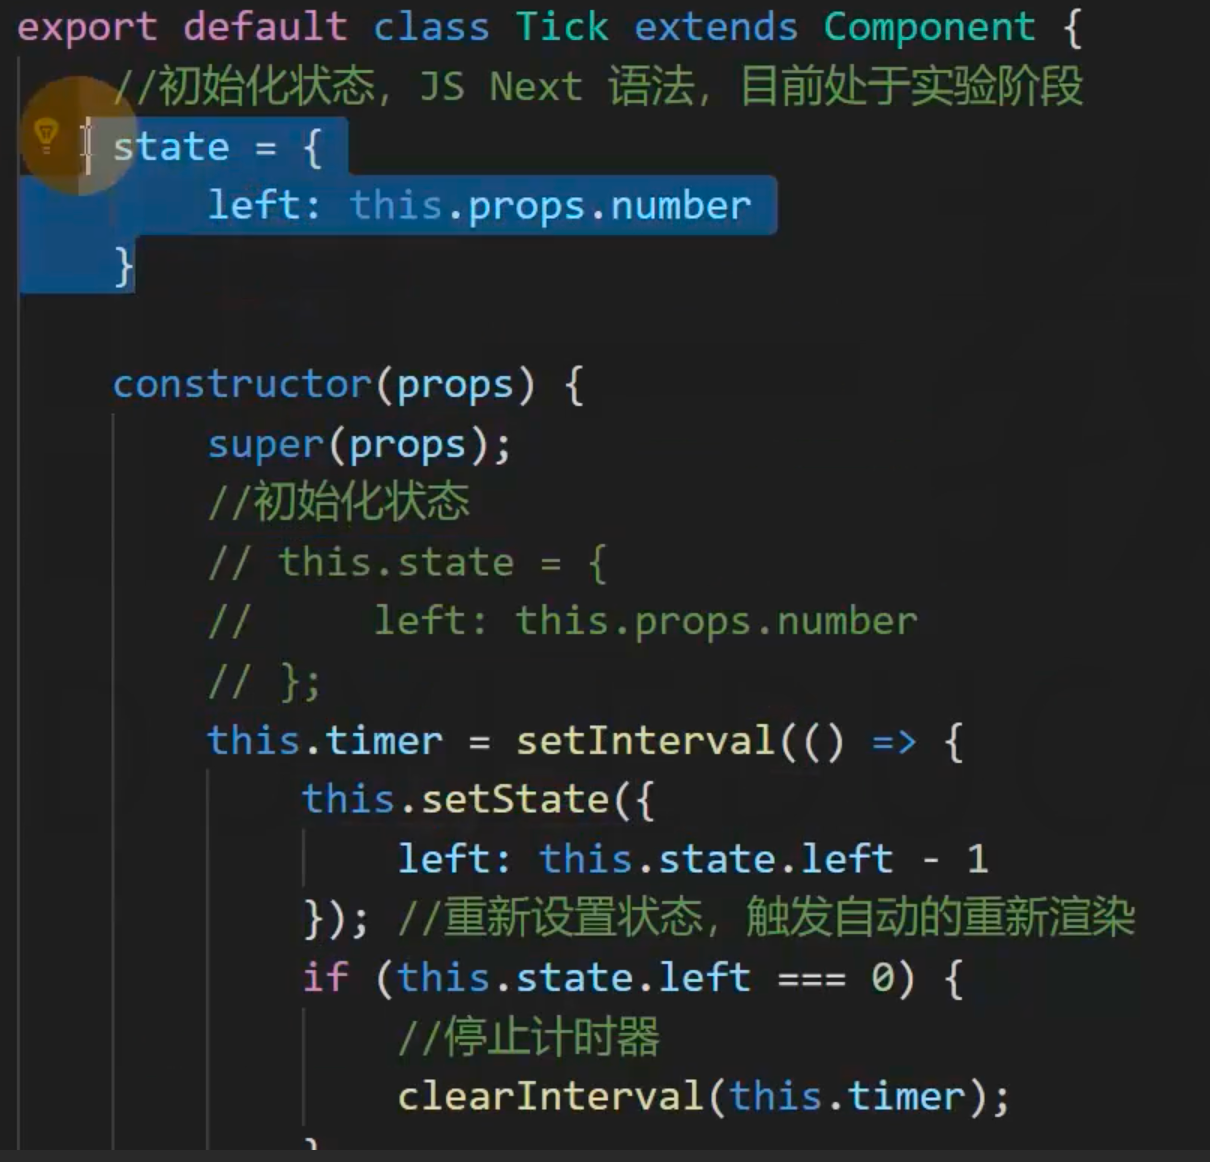 export default class Tick extends Component {
//初始化状态，JS Next 语法，目前处于实验阶段
state = {
left: this.props.number
}
constructor(props) {
super(props);
//初始化状态
// this.state = {
//     left: this.props.number
// };
this.timer = setInterval(() => {
this.setState({
left: this.state.left - 1
}); //重新设置状态，触发自动的重新渲染
if (this.state.left === 0) {
//停止计时器
clearInterval(this.timer);
}